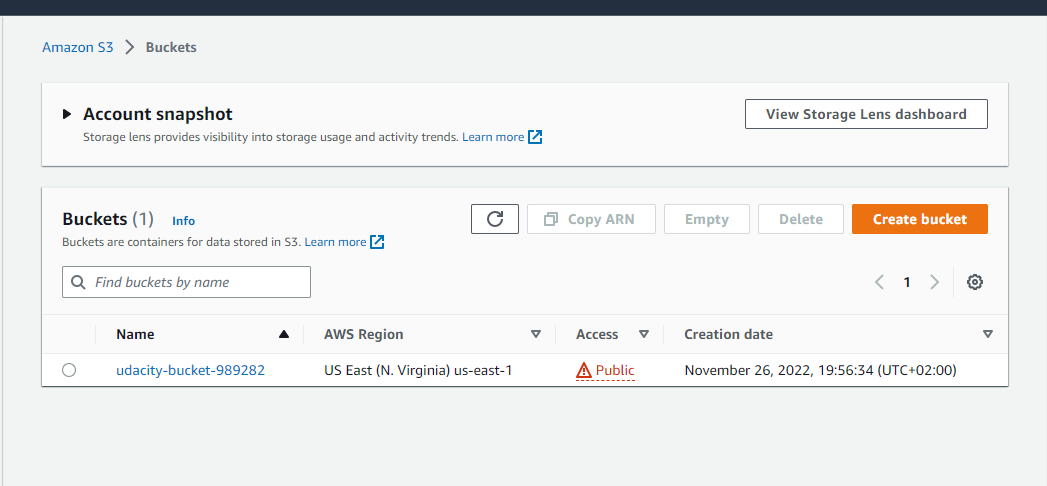 Amazon S3 > Buckets
Account snapshot
View Storage Lens dashboard
Storage lens provides visibility into storage usage and activity trends. Learn more
Buckets (1) Info
Copy ARN Empty Delete Create bucket
Buckets are containers for data stored in S3. Learn more
Find buckets by name
1
Name AWS Region Access Creation date
udacity-bucket-989282 US East (N. Virginia) us-east-1 Public November 26, 2022, 19:56:34 (UTC+02:00)